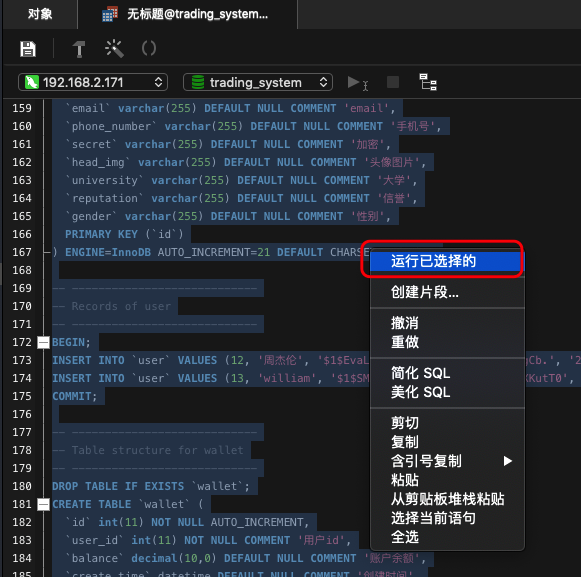 对象
无标题@trading_system...
192.168.2.171
trading_system
159 `email` varchar(255) DEFAULT NULL COMMENT 'email',
160 `phone_number` varchar(255) DEFAULT NULL COMMENT '手机号',
161 `secret` varchar(255) DEFAULT NULL COMMENT '加密',
162 `head_img` varchar(255) DEFAULT NULL COMMENT '头像图片',
163 `university` varchar(255) DEFAULT NULL COMMENT '大学',
164 `reputation` varchar(255) DEFAULT NULL COMMENT '信誉',
165 `gender` varchar(255) DEFAULT NULL COMMENT '性别',
166 PRIMARY KEY (`id`)
167 ) ENGINE=InnoDB AUTO_INCREMENT=21 DEFAULT CHARSE
168
169 -- ----------------------------
170 -- Records of user
171 -- ----------------------------
172 BEGIN;
173 INSERT INTO `user` VALUES (12, '周杰伦', '$1$EvaL
174 INSERT INTO `user` VALUES (13, 'william', '$1$SM KutT0',
175 COMMIT;
176
177 -- ----------------------------
178 -- Table structure for wallet
179 -- ----------------------------
180 DROP TABLE IF EXISTS `wallet`;
181 CREATE TABLE `wallet` (
182 `id` int(11) NOT NULL AUTO_INCREMENT,
183 `user_id` int(11) NOT NULL COMMENT '用户id',
184 `balance` decimal(10,0) DEFAULT NULL COMMENT '账户余额',
185 `create_time` datetime DEFAULT NULL COMMENT '创建时间'
运行已选择的
创建片段...
撤消
重做
简化 SQL
美化 SQL
剪切
复制
含引号复制
粘贴
从剪贴板堆栈粘贴
选择当前语句
全选